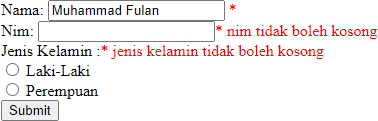 Nama: Muhammad Fulan *
Nim: * nim tidak boleh kosong
Jenis Kelamin :* jenis kelamin tidak boleh kosong
Laki-Laki
Perempuan
Submit